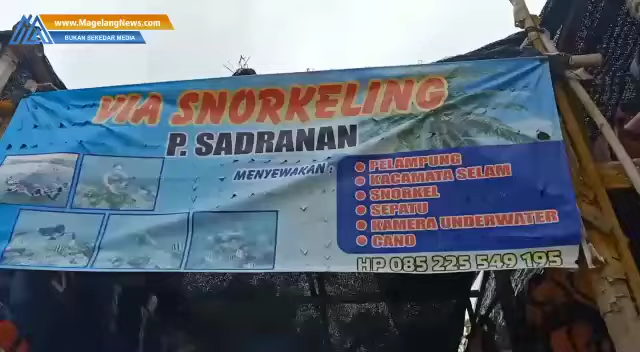 www.MagelangNews.com
BUKAN SEKEDAR MEDIA
VIA SNORKELING
P. SADRANAN
MENYEWAKAN :
PELAMPUNG
KACAMATA SELAM
SNORKEL
SEPATU
KAMERA UNDERWATER
CANO
HP 085 225 549 195